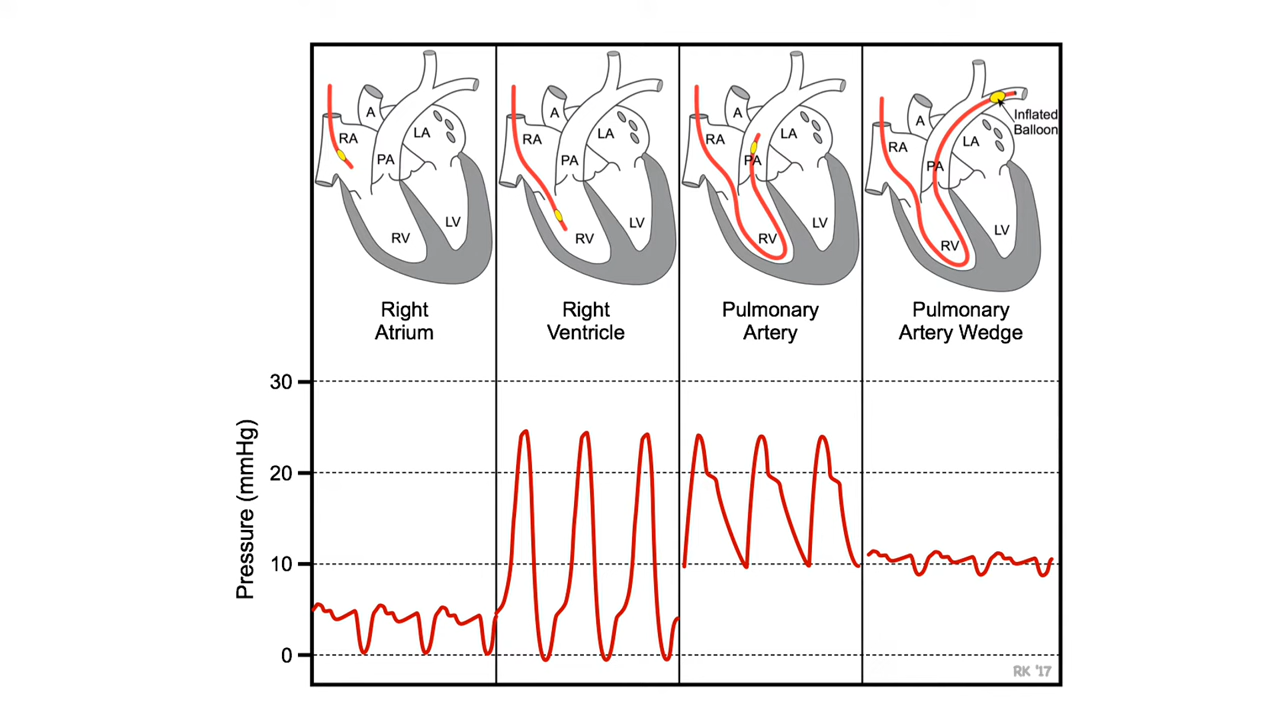 A
RA
LA
PA
LV
RV
A
RA
LA
PA
LV
RV
A
RA
LA
PA
LV
RV
A
RA
LA
PA
LV
RV
Inflated
Balloon
Right
Atrium
Right
Ventricle
Pulmonary
Artery
Pulmonary
Artery Wedge
Pressure (mmHg)
30
20
10
0
RK '17